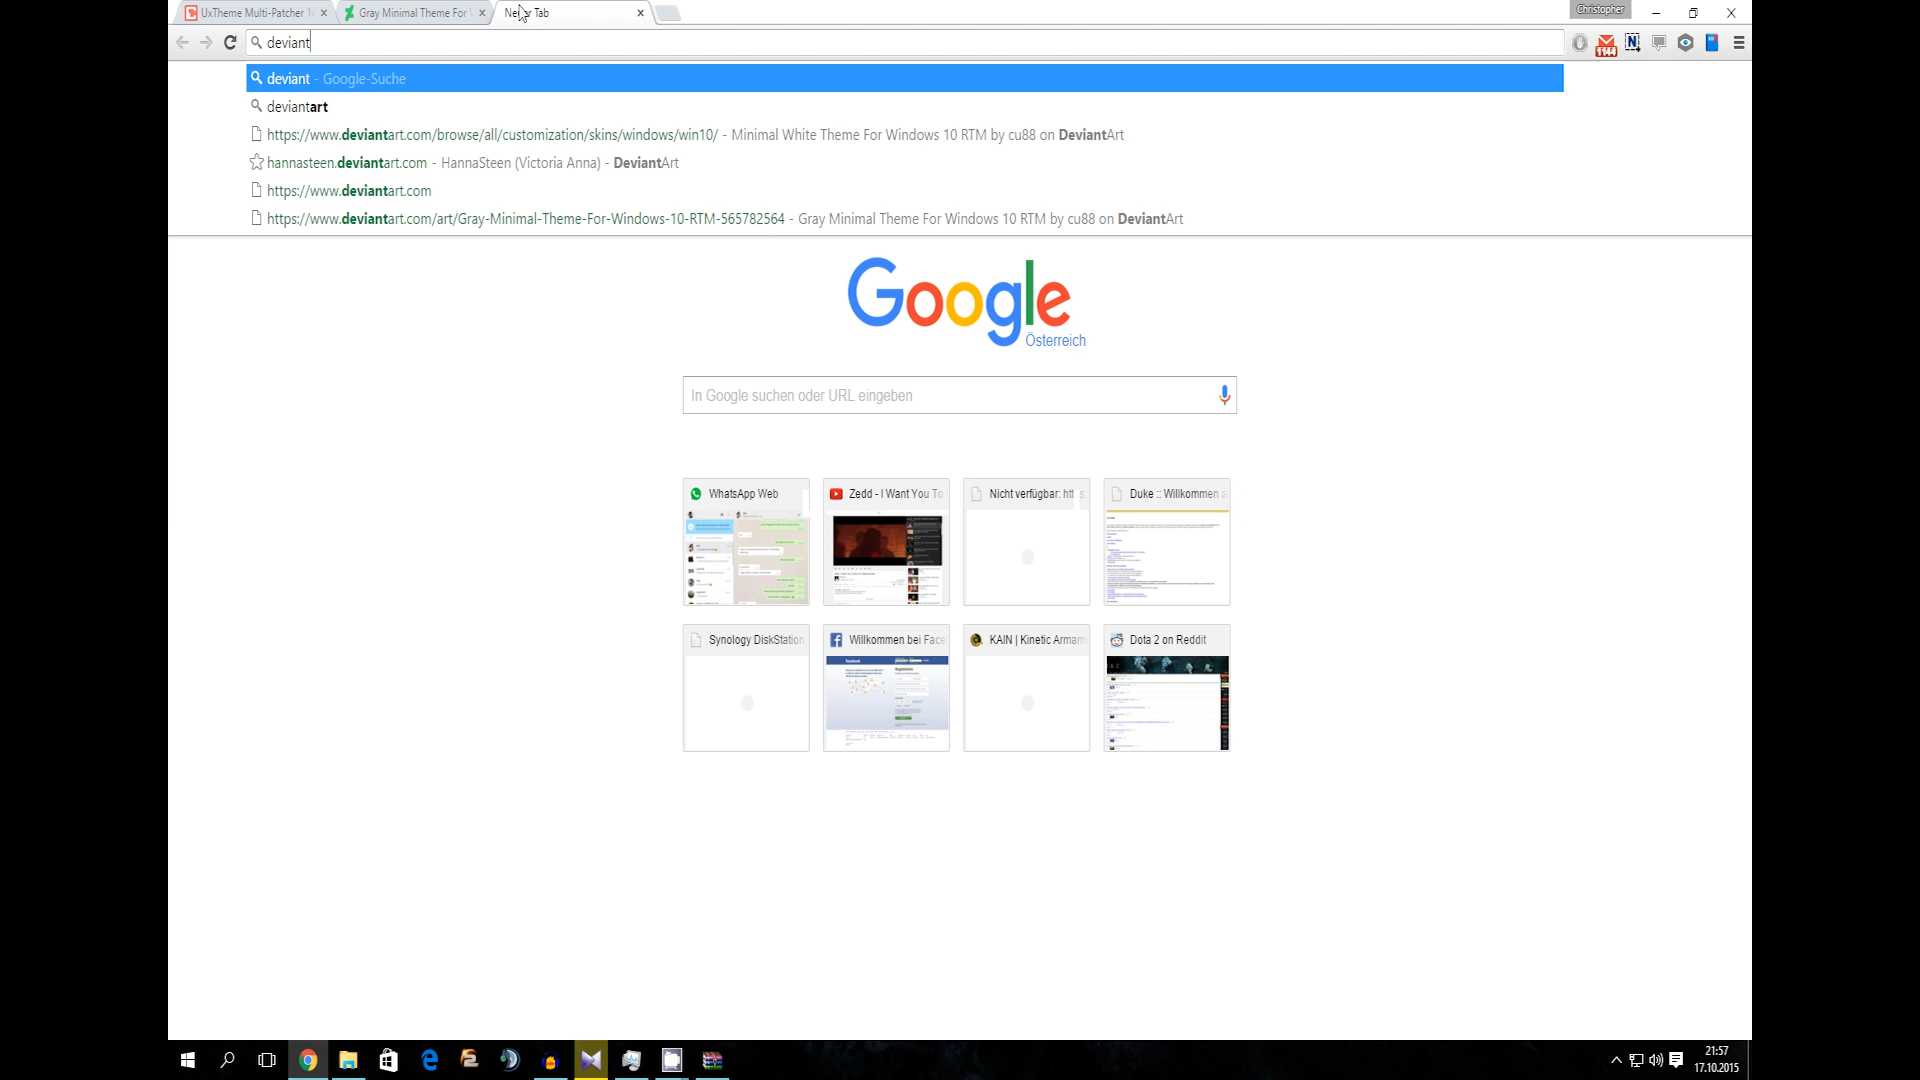 UxTheme Multi-Patcher 1
Gray Minimal Theme For
Tab
Christopher
deviant
1144
deviant - Google-Suche
deviantart
https://www.deviantart.com/browse/all/customization/skins/windows/win10/ - Minimal White Theme For Windows 10 RTM by cu88 on DeviantArt
hannasteen.deviantart.com - HannaSteen (Victoria Anna) - DeviantArt
https://www.deviantart.com
https://www.deviantart.com/art/Gray-Minimal-Theme-For-Windows-10-RTM-565782564 - Gray Minimal Theme For Windows 10 RTM by cu88 on DeviantArt
Google
Österreich
In Google suchen oder URL eingeben
WhatsApp Web
Zedd - I Want You To
Nicht verfügbar: htt
Duke :: Willkommen a
Synology DiskStation
Willkommen bei Face
KAIN | Kinetic Armam
Dota 2 on Reddit
21:57
17.10.2015